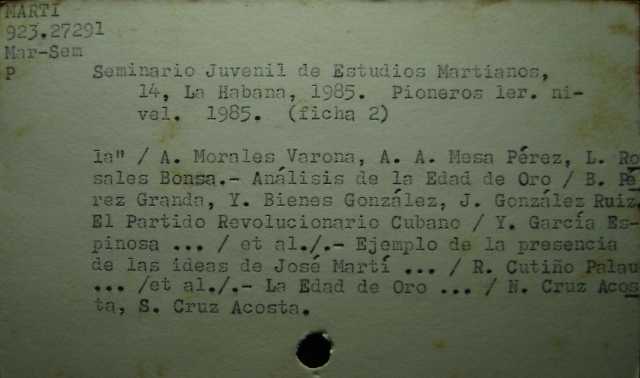 MARTI
923.27291
Mar-Sem
P Seminario Juvenil de Estudios Martianos,
14, La Habana, 1985. Pioneros 1er. ni-
vel. 1985. (ficha 2)
la" / A. Morales Varona, A. A. Mesa Pérez, L. Ro
sales Bonsa.- Análisis de la Edad de Oro / B. Pé
rez Granda, Y. Bienes González, J. González Ruiz.
El Partido Revolucionario Cubano / Y. García Es-
pinosa ... / et al./.- Ejemplo de la presencia
de las ideas de José Martí ... / R. Cutiño Palau
... /et al./.- La Edad de Oro ... / N. Cruz Acos
ta, S. Cruz Acosta.